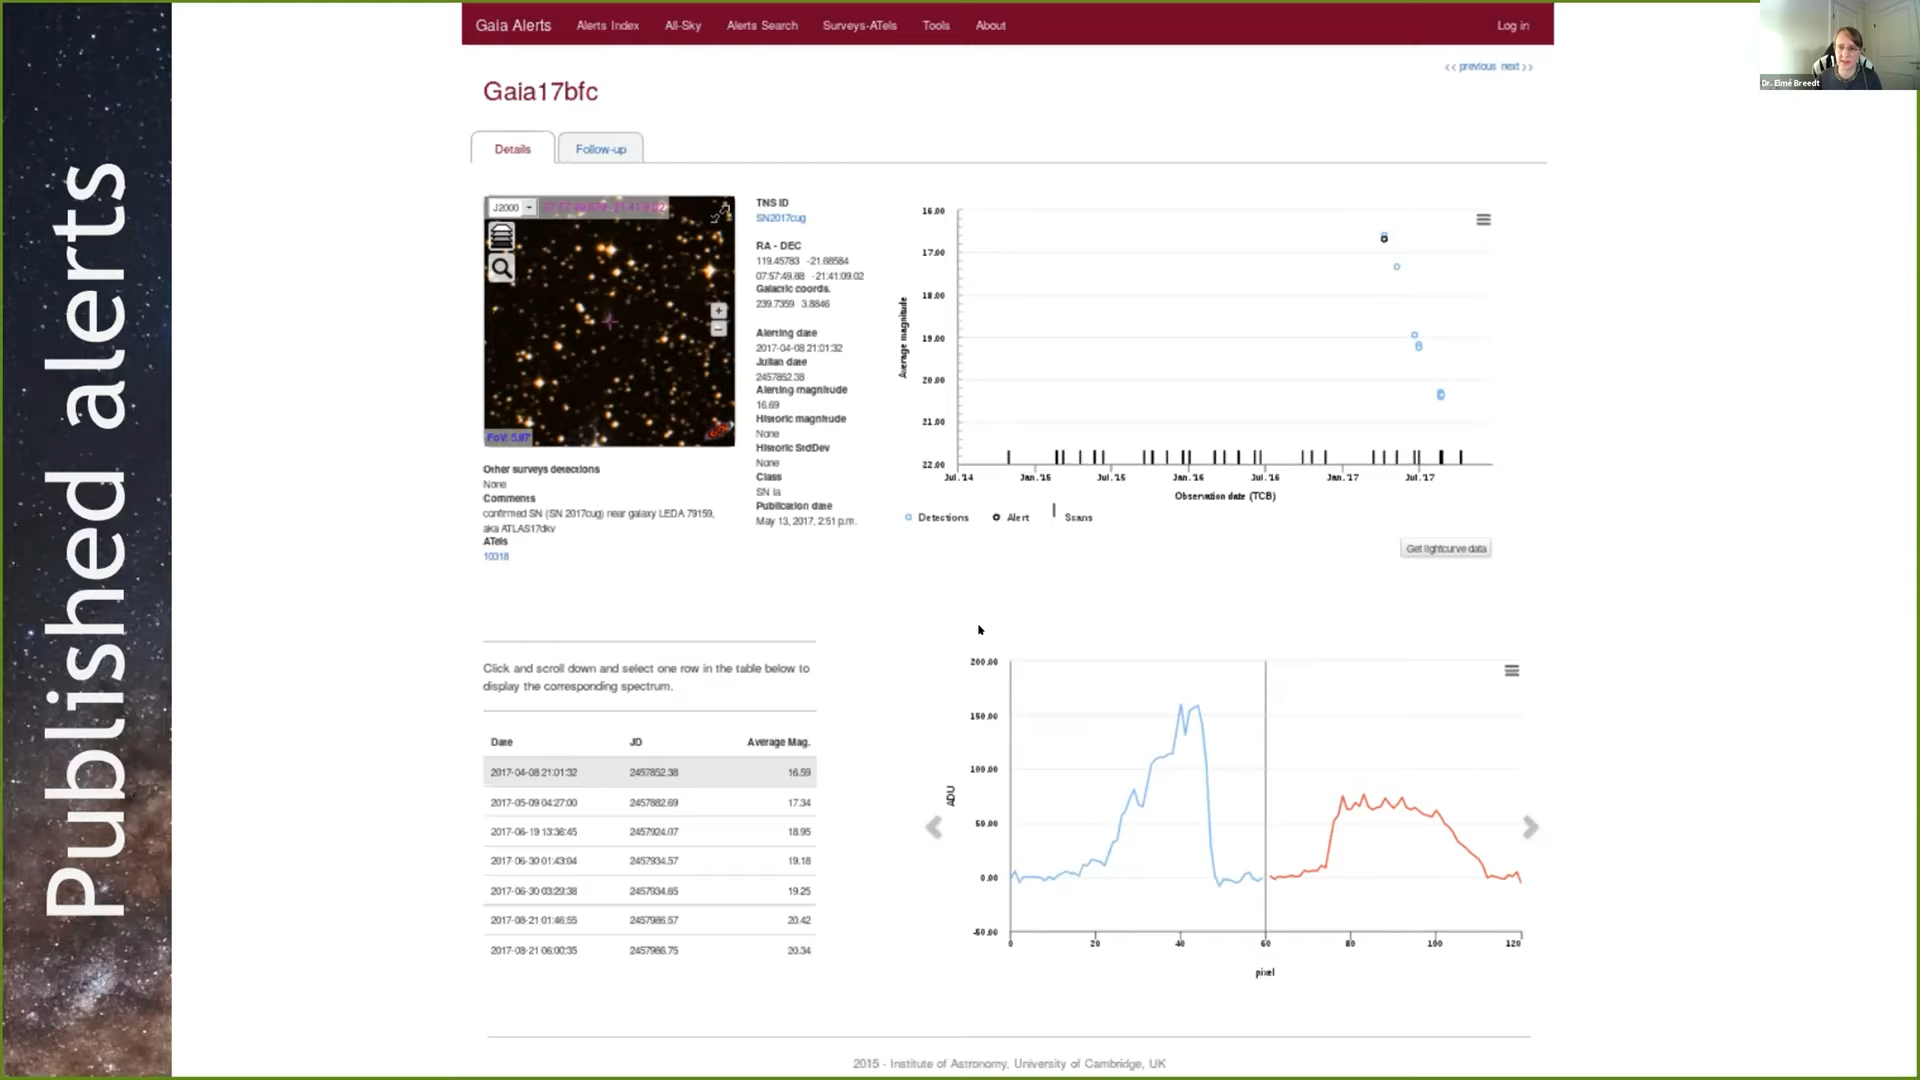 Published alerts
Gaia Alerts Alerts Index All-Sky Alerts Search Surveys-ATels Tools About Log in
<< previous next >>
Gaia17bfc
Details Follow-up
J2000
FoV: 5.97'
Other surveys detections
None
Comments
confirmed SN (SN 2017cug) near galaxy LEDA 79159,
aka ATLAS17dkv
ATels
10318
TNS ID
SN2017cug
RA - DEC
119.45783 -21.68584
07:57:49.88 -21:41:09.02
Galactic coords.
239.7359 3.8846
Alerting date
2017-04-08 21:01:32
Julian date
2457852.38
Alerting magnitude
16.69
Historic magnitude
None
Historic StdDev
None
Class
SN Ia
Publication date
May 13, 2017, 2:51 p.m.
Average magnitude
16.00
17.00
18.00
19.00
20.00
21.00
22.00
Jul.'14 Jan.'15 Jul.'15 Jan.'16 Jul.'16 Jan.'17 Jul.'17
Observation date (TCB)
Detections Alert Scans
Get lightcurve data
Click and scroll down and select one row in the table below to
display the corresponding spectrum.
Date JD Average Mag.
2017-04-08 21:01:32 2457852.38 16.59
2017-05-09 04:27:00 2457882.69 17.34
2017-06-19 13:36:45 2457924.07 18.95
2017-06-30 01:43:04 2457934.57 19.18
2017-06-30 03:29:38 2457934.65 19.25
2017-08-21 01:46:55 2457986.57 20.42
2017-08-21 06:00:35 2457986.75 20.34
ADU
200.00
150.00
100.00
50.00
0.00
-50.00
0 20 40 60 80 100 120
pixel
2015 - Institute of Astronomy, University of Cambridge, UK
Dr. Elmé Breedt